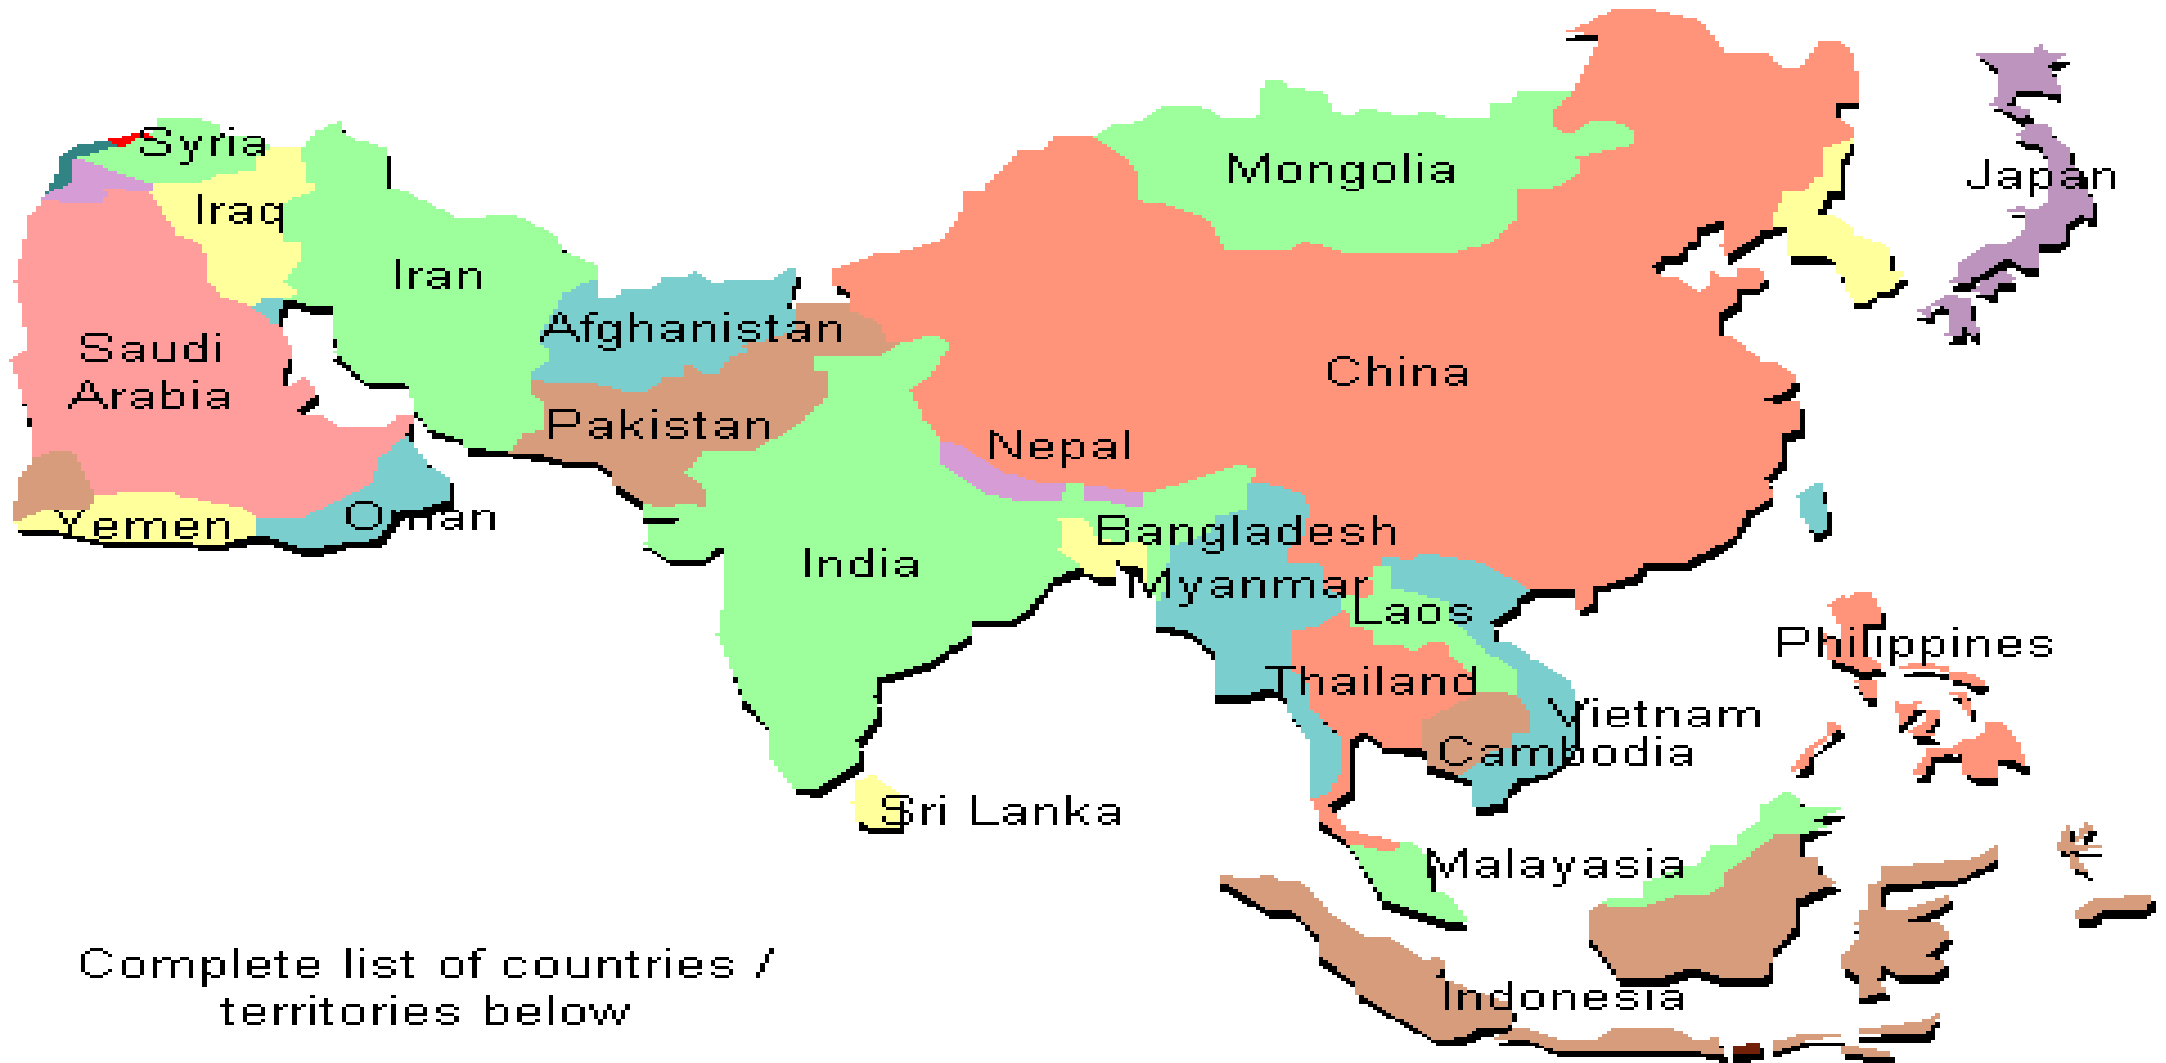 Syria
Mongolia
Japan
Iraq
Iran
Afghanistan
Saudi
Arabia
China
Pakistan
Nepal
Yemen
Oman
Bangladesh
India
Myanmar
Laos
Philippines
Thailand
Vietnam
Cambodia
Sri Lanka
Malayasia
Complete list of countries /
territories below
Indonesia